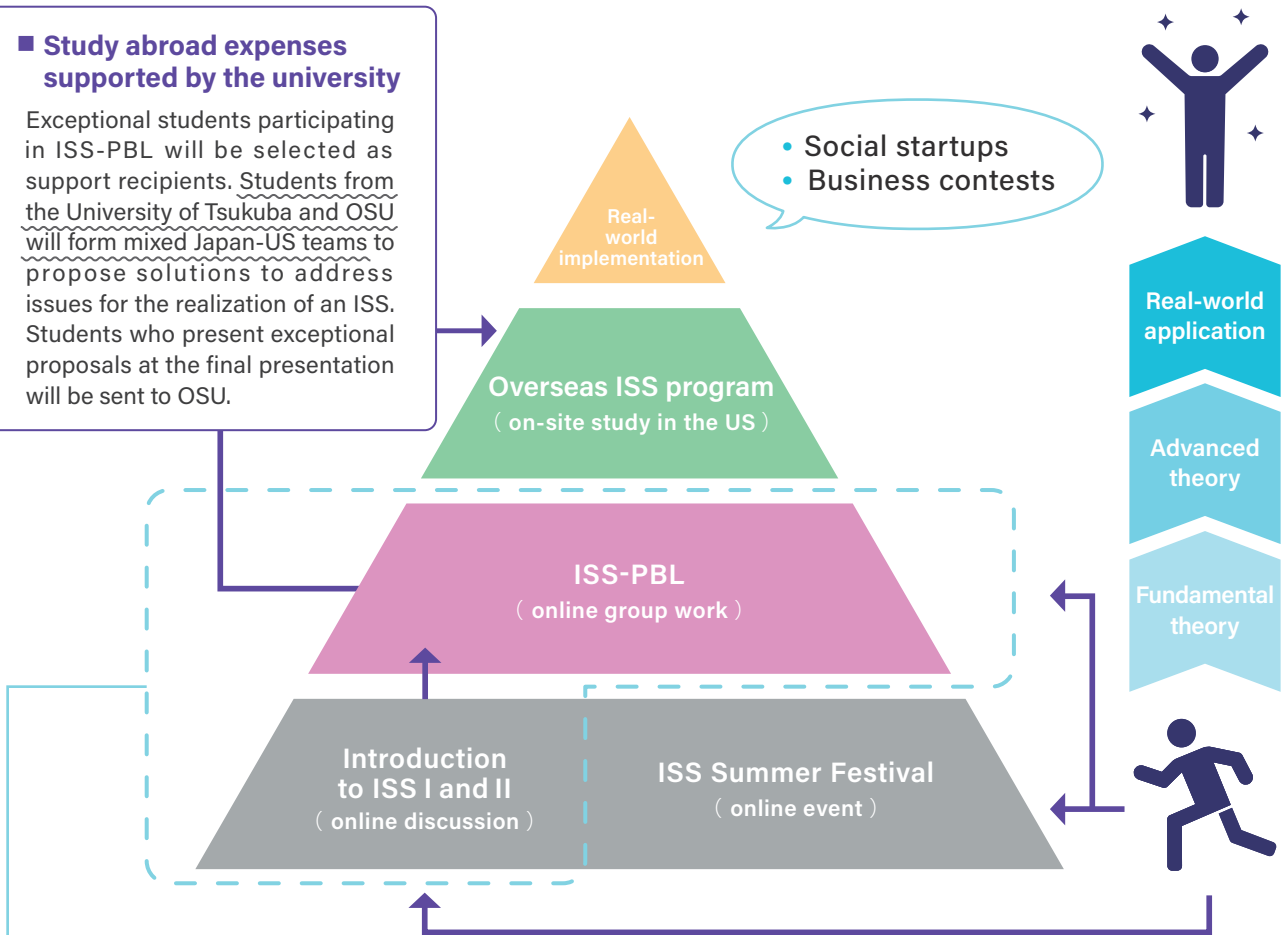 ■ Study abroad expenses
supported by the university
Exceptional students participating
in ISS-PBL will be selected as
support recipients. Students from
the University of Tsukuba and OSU
will form mixed Japan-US teams to
propose solutions to address
issues for the realization of an ISS.
Students who present exceptional
proposals at the final presentation
will be sent to OSU.
• Social startups
• Business contests
Real-
world
implementation
Overseas ISS program
( on-site study in the US )
ISS-PBL
( online group work )
Introduction
to ISS I and II
( online discussion )
ISS Summer Festival
( online event )
Real-world
application
Advanced
theory
Fundamental
theory